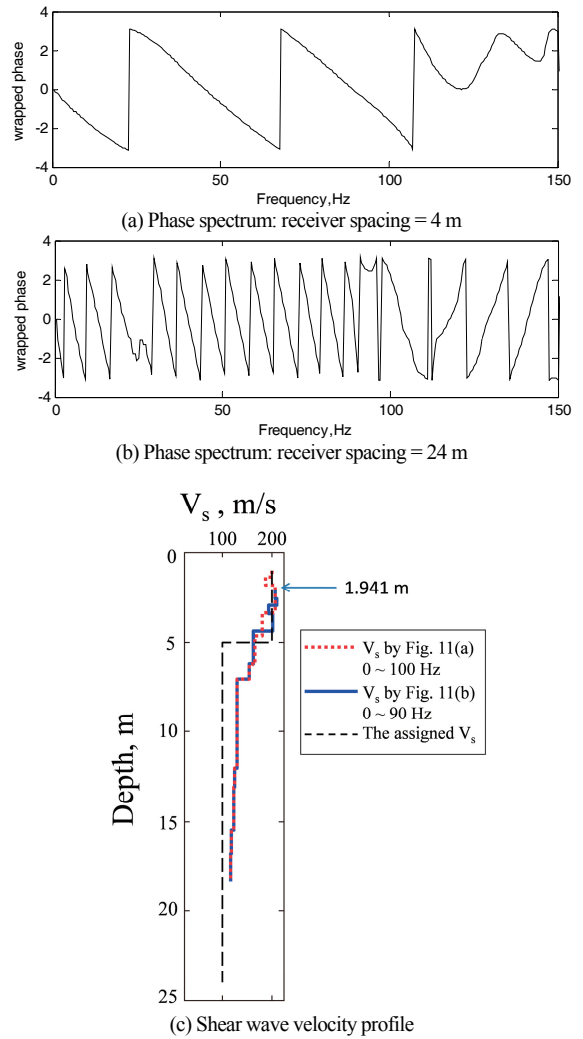 4
2
0
-2
-4
wrapped phase
0 50 100 150
Frequency,Hz
(a) Phase spectrum: receiver spacing = 4 m
4
2
0
-2
-4
wrapped phase
0 50 100 150
Frequency,Hz
(b) Phase spectrum: receiver spacing = 24 m
Vs , m/s
100 200
0
5
10
15
20
25
Depth, m
1.941 m
Vs by Fig. 11(a)
0 ~ 100 Hz
Vs by Fig. 11(b)
0 ~ 90 Hz
The assigned Vs
(c) Shear wave velocity profile